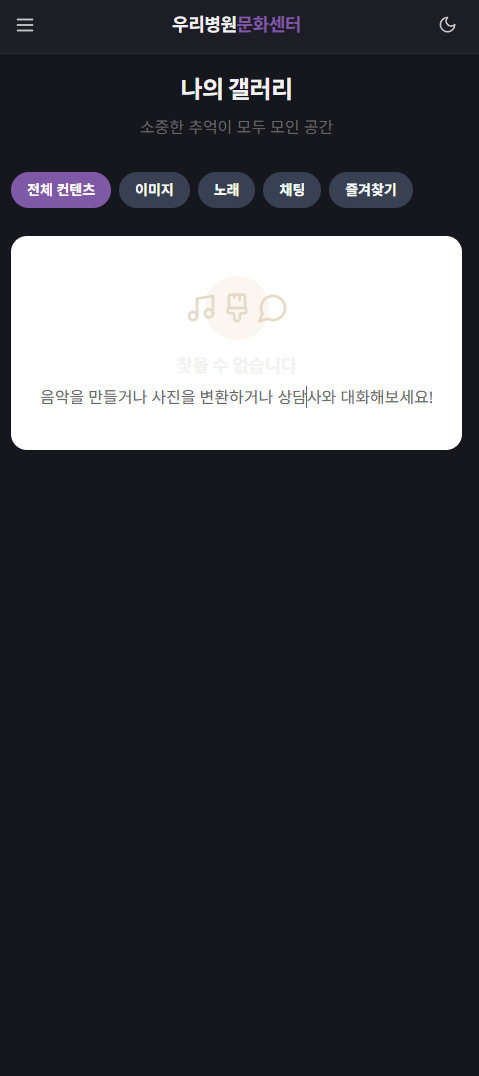 우리병원문화센터
나의 갤러리
소중한 추억이 모두 모인 공간
전체 컨텐츠 이미지 노래 채팅 즐겨찾기
찾을 수 없습니다
음악을 만들거나 사진을 변환하거나 상담사와 대화해보세요!